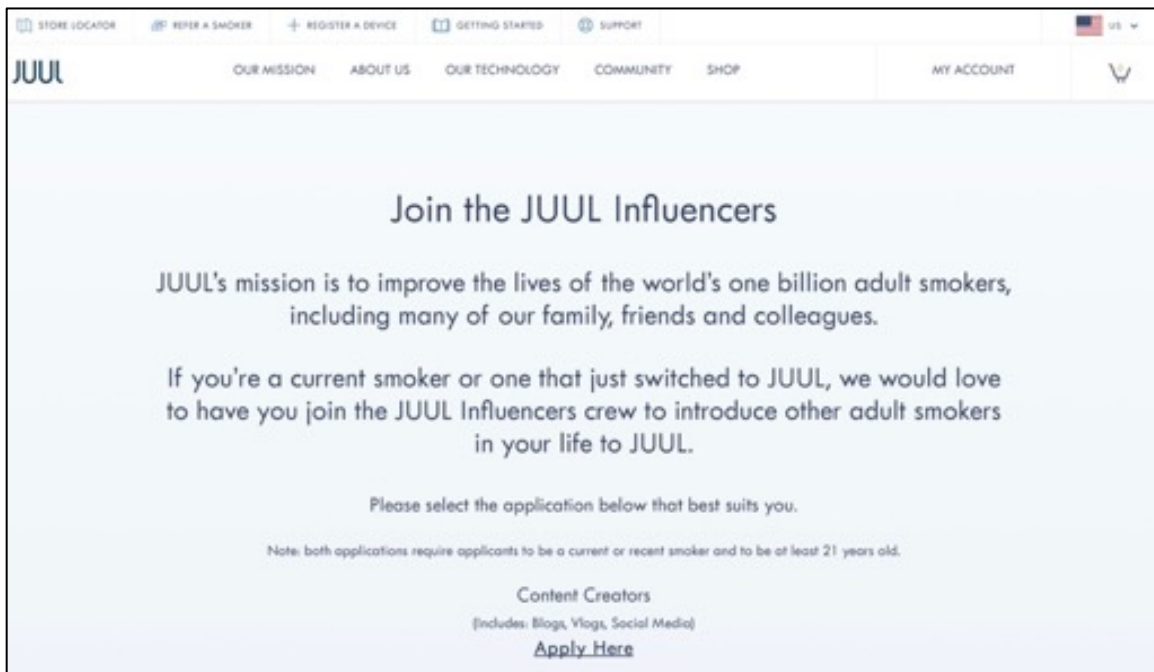 STORE LOCATOR REFER A SMOKER REGISTER A DEVICE GETTING STARTED SUPPORT US
JUUL OUR MISSION ABOUT US OUR TECHNOLOGY COMMUNITY SHOP MY ACCOUNT
Join the JUUL Influencers
JUUL's mission is to improve the lives of the world's one billion adult smokers,
including many of our family, friends and colleagues.
If you're a current smoker or one that just switched to JUUL, we would love
to have you join the JUUL Influencers crew to introduce other adult smokers
in your life to JUUL.
Please select the application below that best suits you.
Note: both applications require applicants to be a current or recent smoker and to be at least 21 years old.
Content Creators
(Includes: Blogs, Vlogs, Social Media)
Apply Here